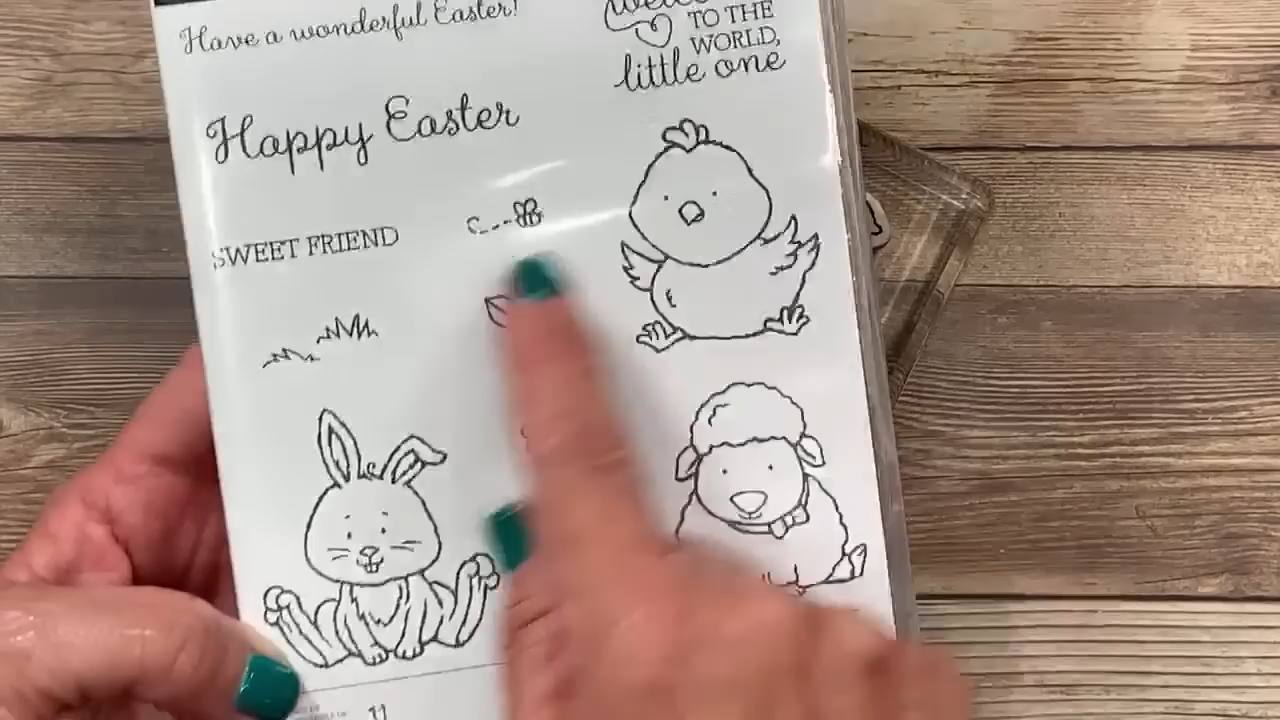 Have a wonderful Easter!
TO THE
WORLD,
little one
Happy Easter
SWEET FRIEND
11